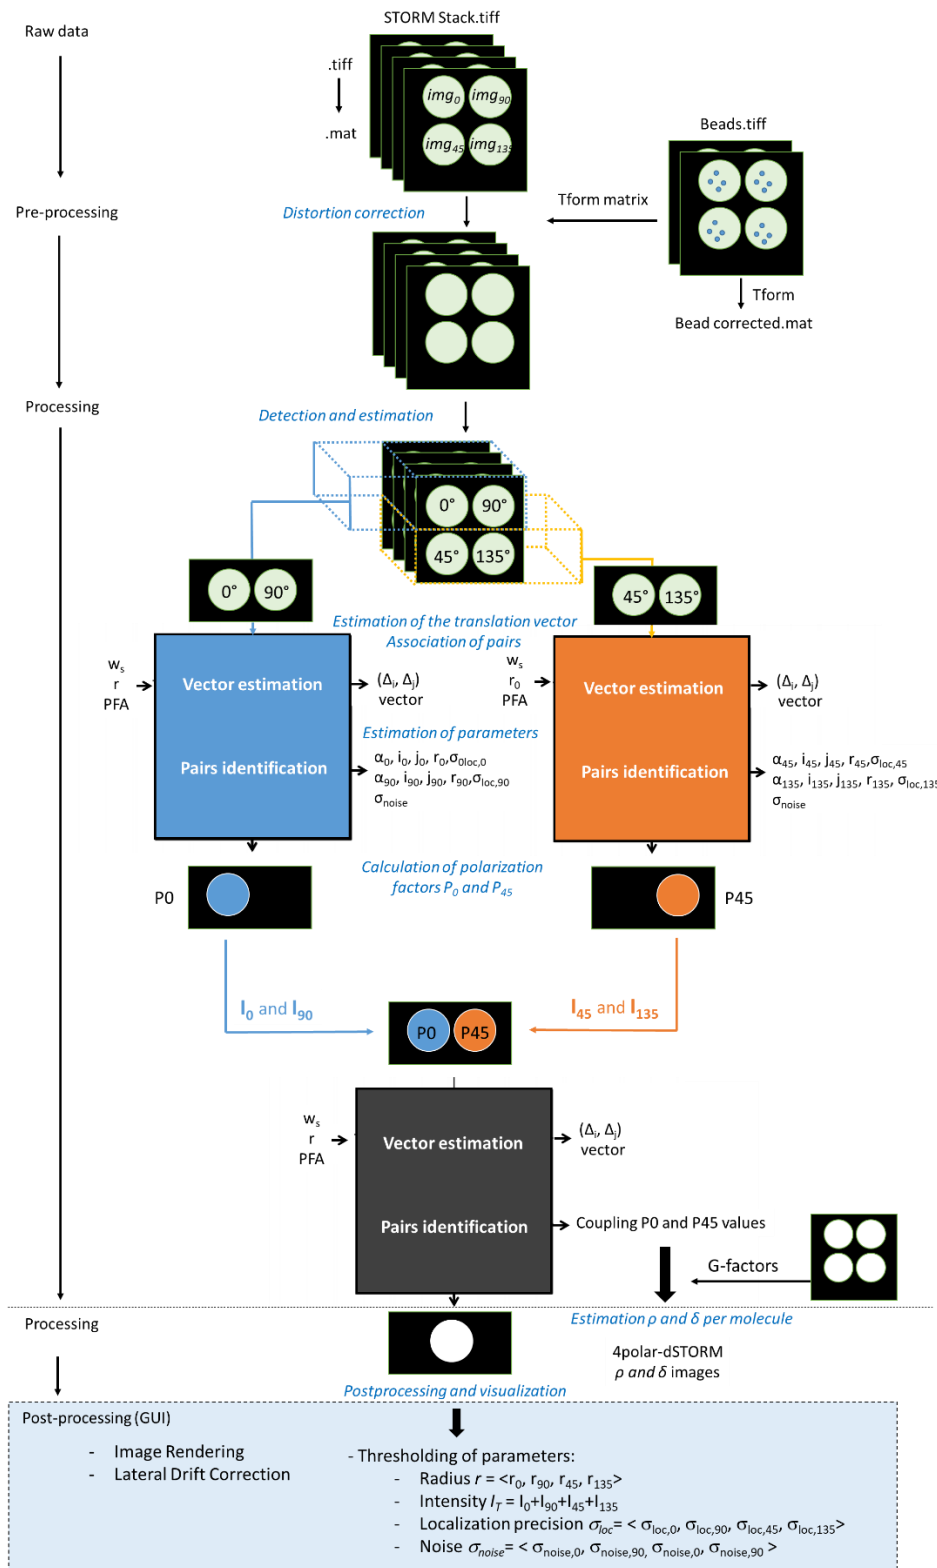 STORM Stack.tiff
Raw data
.tiff
.mat
img0
img90
img45
img135
Beads.tiff
Pre-processing
Distortion correction
Tform matrix
Tform
Bead corrected.mat
Processing
Detection and estimation
0°
90°
45°
135°
0°
90°
45°
135°
Estimation of the translation vector
Association of pairs
ws
r
PFA
Vector estimation
(Δi, Δj)
vector
ws
r0
PFA
Vector estimation
(Δi, Δj)
vector
Estimation of parameters
Pairs identification
α0, i0, j0, r0,σ0loc,0
α90, i90, j90, r90,σloc,90
σnoise
Pairs identification
α45, i45, j45, r45,σloc,45
α135, i135, j135, r135, σloc,135
σnoise
Calculation of polarization
factors P0 and P45
P0
P45
I0 and I90
I45 and I135
P0
P45
ws
r
PFA
Vector estimation
(Δi, Δj)
vector
Pairs identification
Coupling P0 and P45 values
G-factors
Processing
Estimation ρ and δ per molecule
4polar-dSTORM
ρ and δ images
Postprocessing and visualization
Post-processing (GUI)
- Image Rendering
- Lateral Drift Correction
- Thresholding of parameters:
- Radius r = <r0, r90, r45, r135>
- Intensity IT = I0+I90+I45+I135
- Localization precision σloc= < σloc,0, σloc,90, σloc,45, σloc,135>
- Noise σnoise= < σnoise,0, σnoise,90, σnoise,0, σnoise,90 >